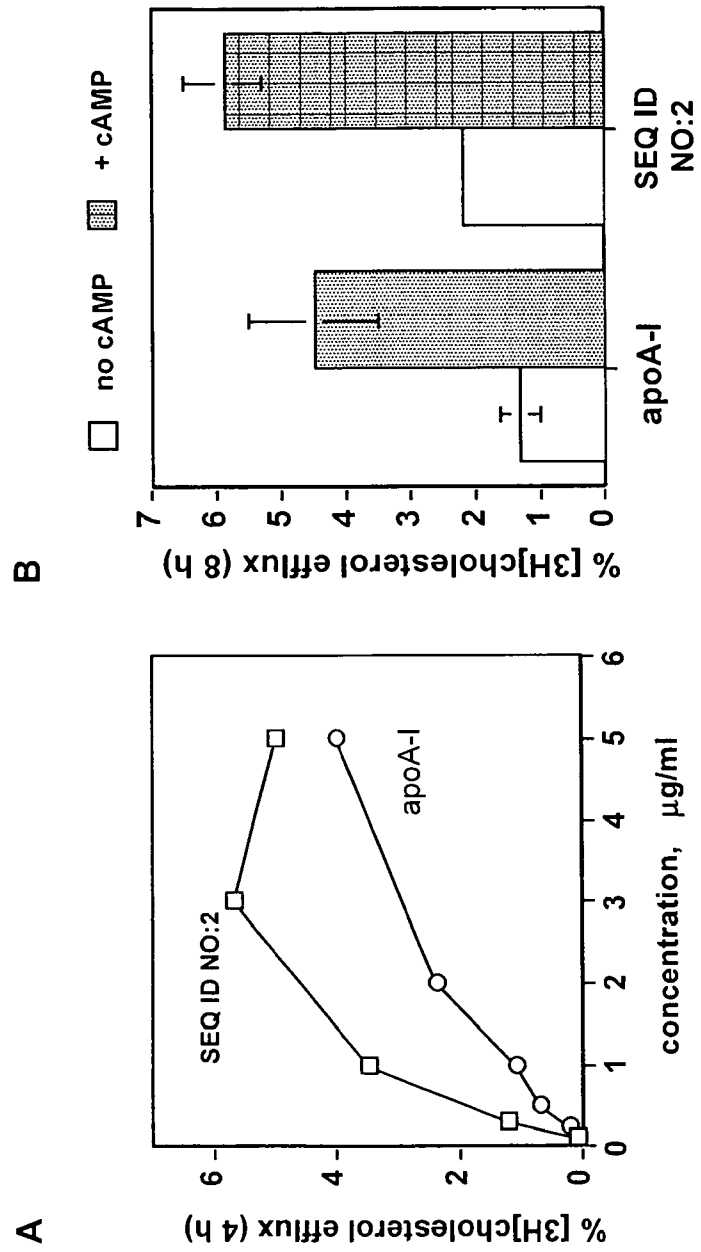 A
% [3H]cholesterol efflux (4 h)
6
4
2
0
0 1 2 3 4 5 6
concentration, μg/ml
SEQ ID NO:2
apoA-I
B
no cAMP
+ cAMP
% [3H]cholesterol efflux (8 h)
7
6
5
4
3
2
1
0
apoA-I
SEQ ID
NO:2